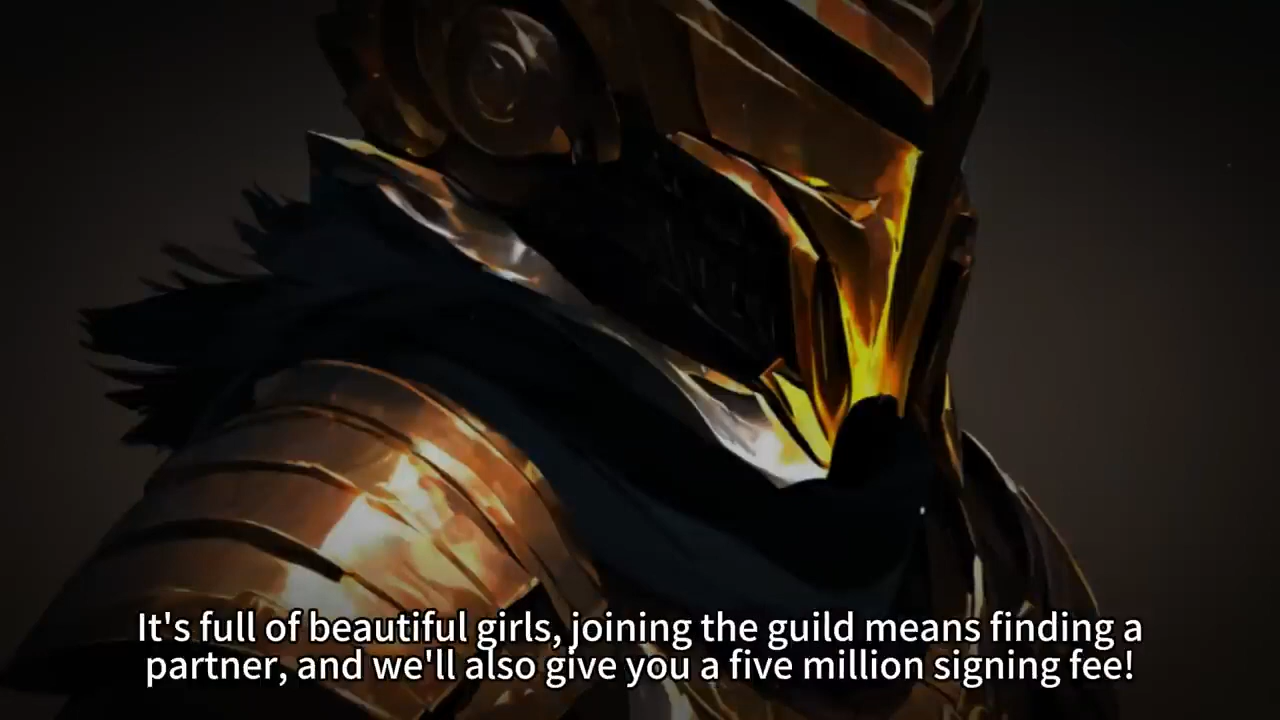 It's full of beautiful girls, joining the guild means finding a
partner, and we'll also give you a five million signing fee!